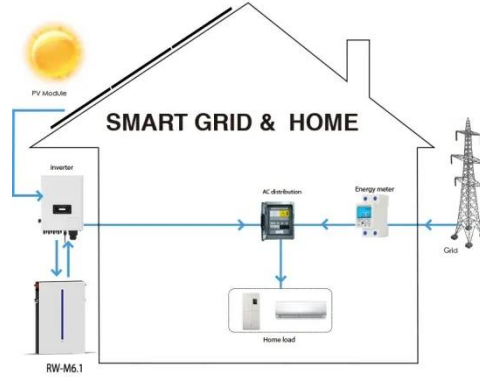 PV Module
SMART GRID & HOME
inverter
AC distribution
Energy meter
Grid
Home load
RW-M6.1